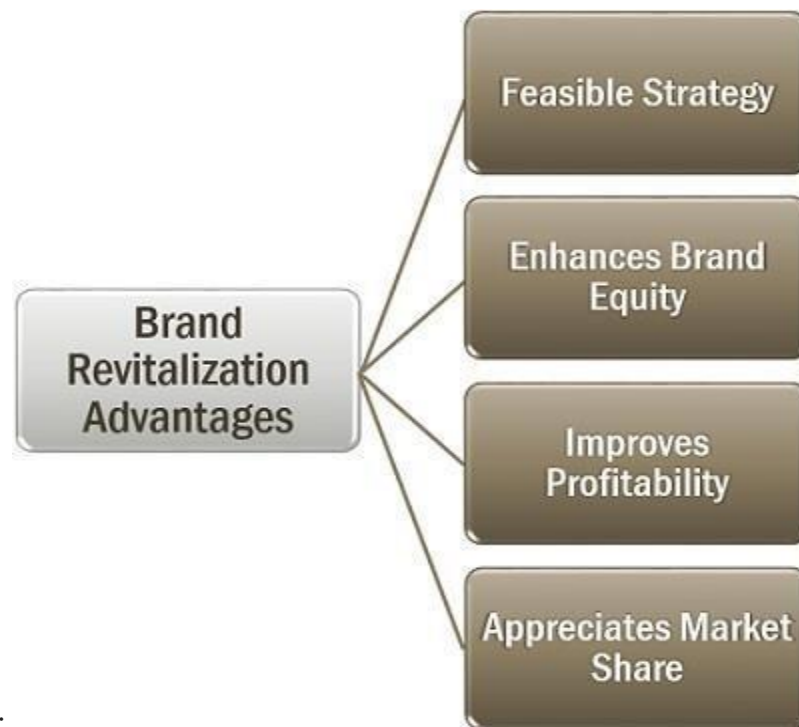 Brand
Revitalization
Advantages
Feasible Strategy
Enhances Brand
Equity
Improves
Profitability
Appreciates Market
Share
.